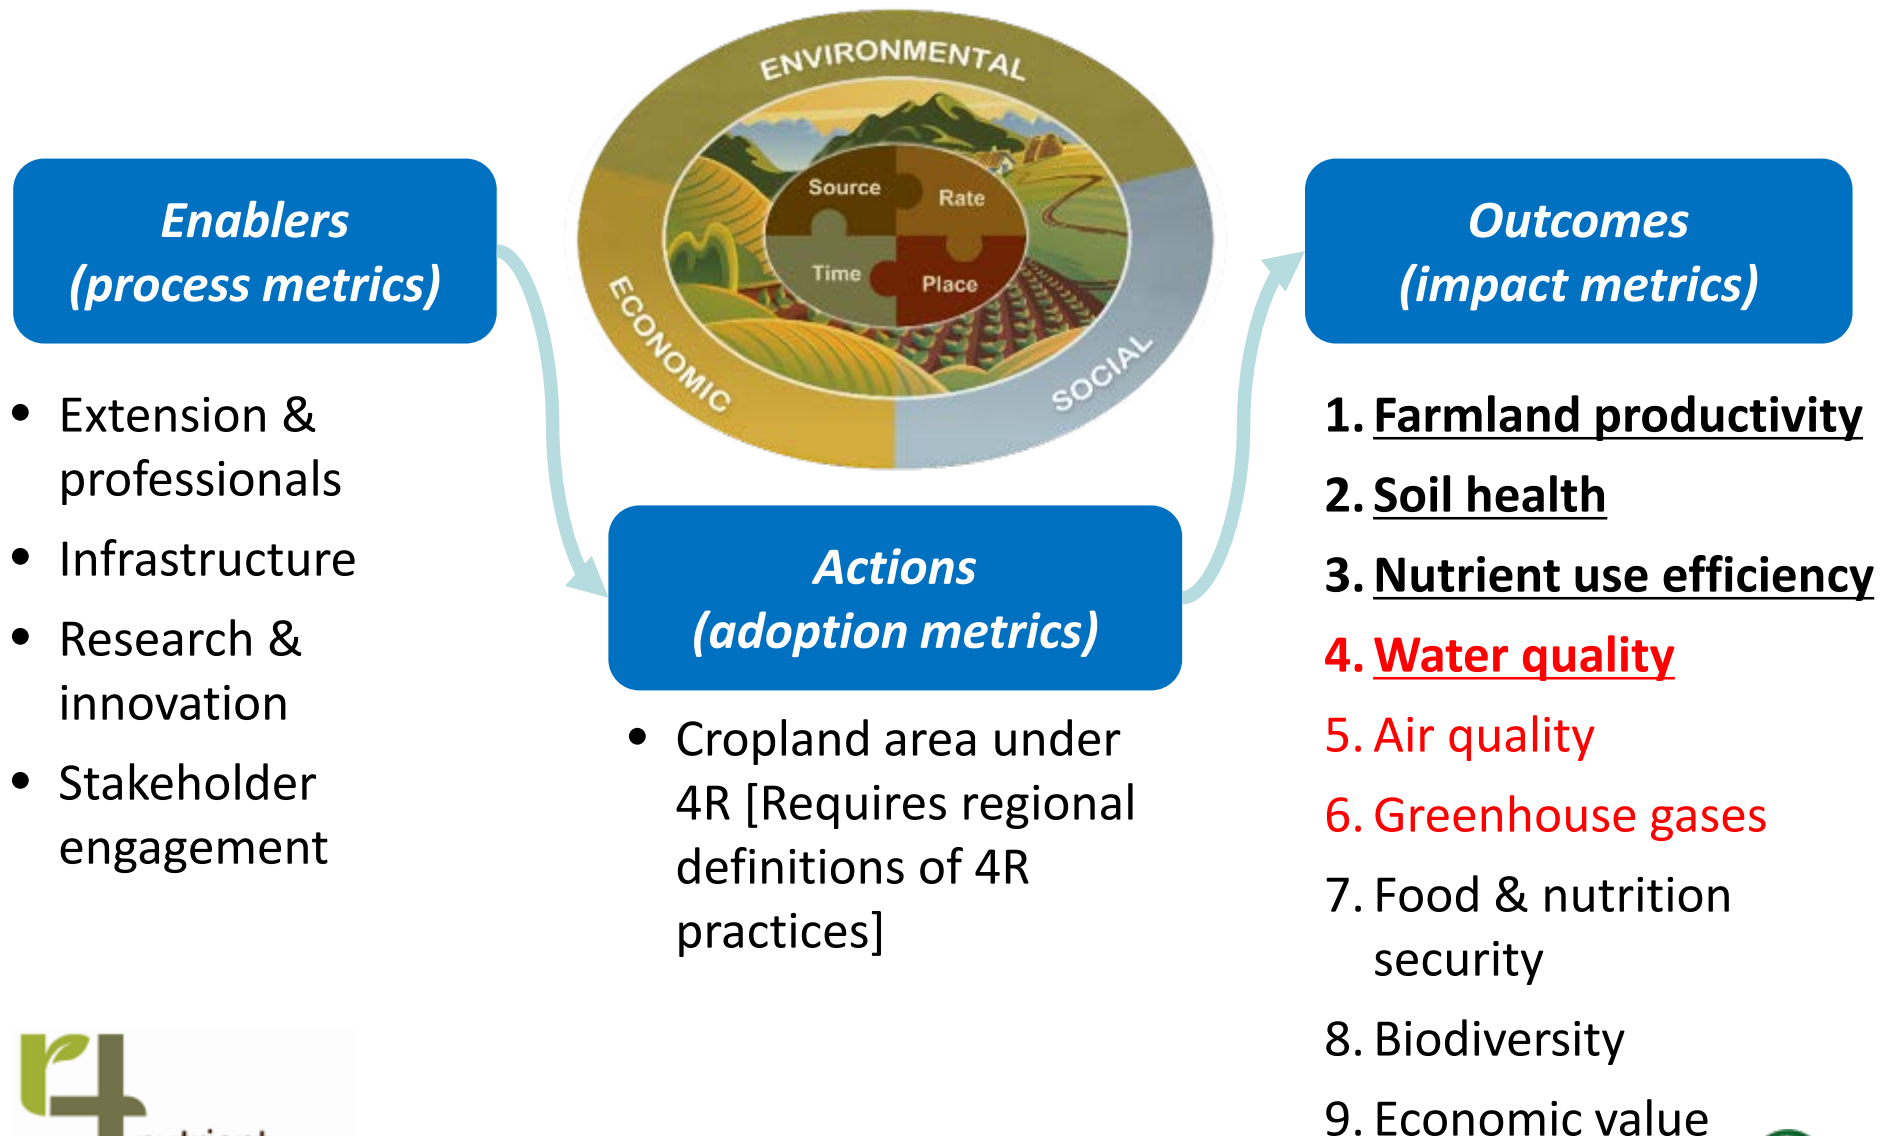 ENVIRONMENTAL
ECONOMIC
SOCIAL
Source
Rate
Time
Place
Enablers
(process metrics)
• Extension &
professionals
• Infrastructure
• Research &
innovation
• Stakeholder
engagement
Actions
(adoption metrics)
• Cropland area under
4R [Requires regional
definitions of 4R
practices]
Outcomes
(impact metrics)
1. Farmland productivity
2. Soil health
3. Nutrient use efficiency
4. Water quality
5. Air quality
6. Greenhouse gases
7. Food & nutrition
security
8. Biodiversity
9. Economic value